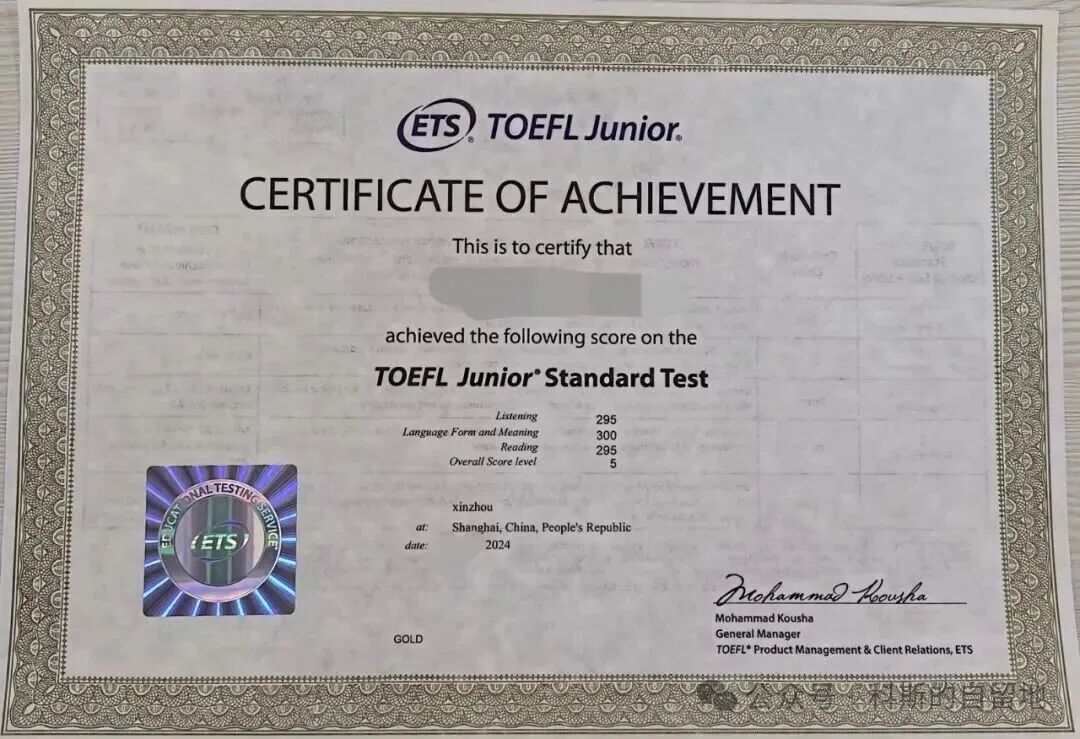 ETS® TOEFL Junior®
CERTIFICATE OF ACHIEVEMENT
This is to certify that
achieved the following score on the
TOEFL Junior® Standard Test
Listening 295
Language Form and Meaning 300
Reading 295
Overall Score level 5
xinzhou
at: Shanghai, China, People's Republic
date: 2024
EDUCATIONAL TESTING SERVICE
ETS
GOLD
Mohammad Kousha
Mohammad Kousha
General Manager
TOEFL® Product Management & Client Relations, ETS
公众号 · 科斯的自留地